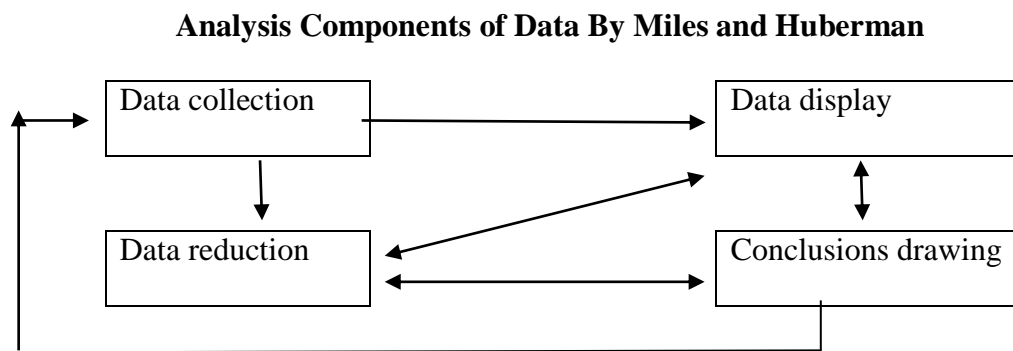 Analysis Components of Data By Miles and Huberman
Data collection
Data display
Data reduction
Conclusions drawing